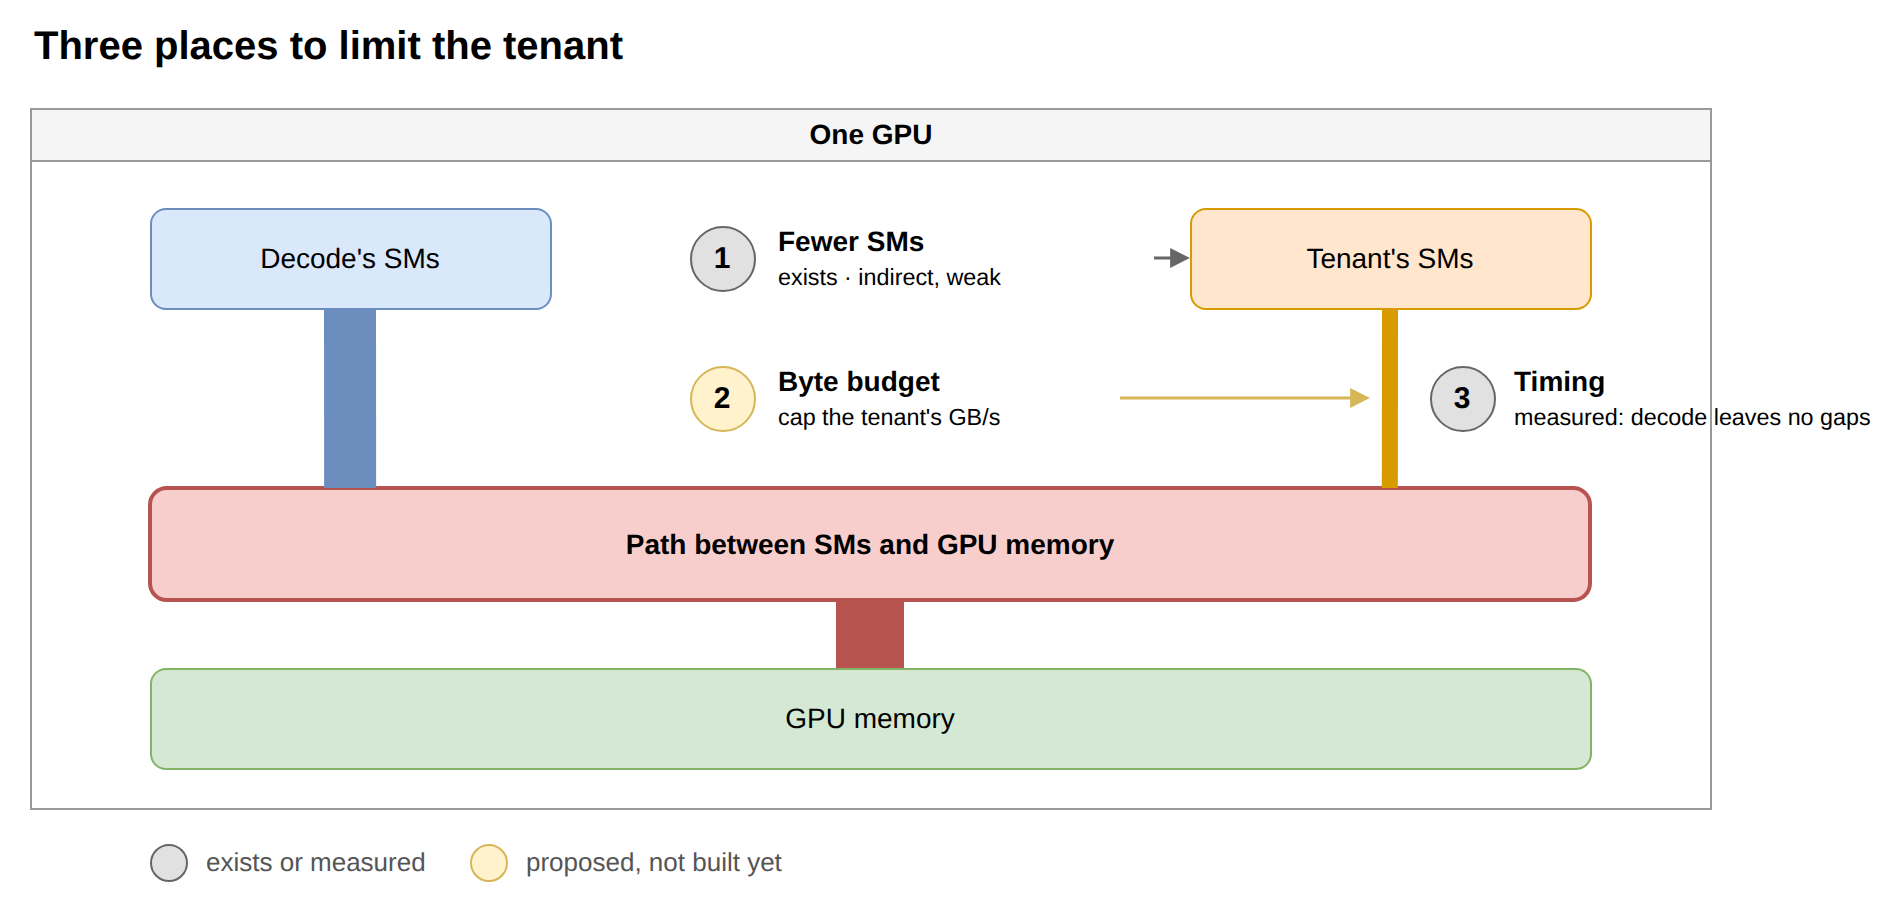 Three places to limit the tenant
One GPU
Decode's SMs
1
Fewer SMs
exists · indirect, weak
Tenant's SMs
2
Byte budget
cap the tenant's GB/s
3
Timing
measured: decode leaves no gaps
Path between SMs and GPU memory
GPU memory
exists or measured
proposed, not built yet